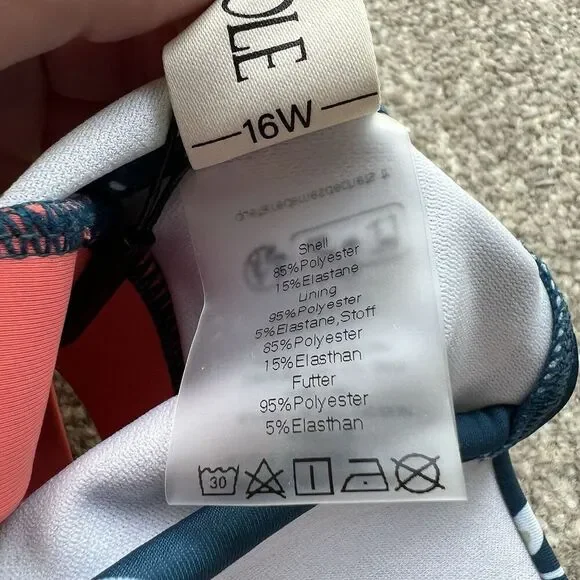 OLE
16W
Shell
85%Polyester
15%Elastane
Lining
95%Polyester
5%Elastane,Stoff
85%Polyester
15%Elasthan
Futter
95%Polyester
5%Elasthan
30